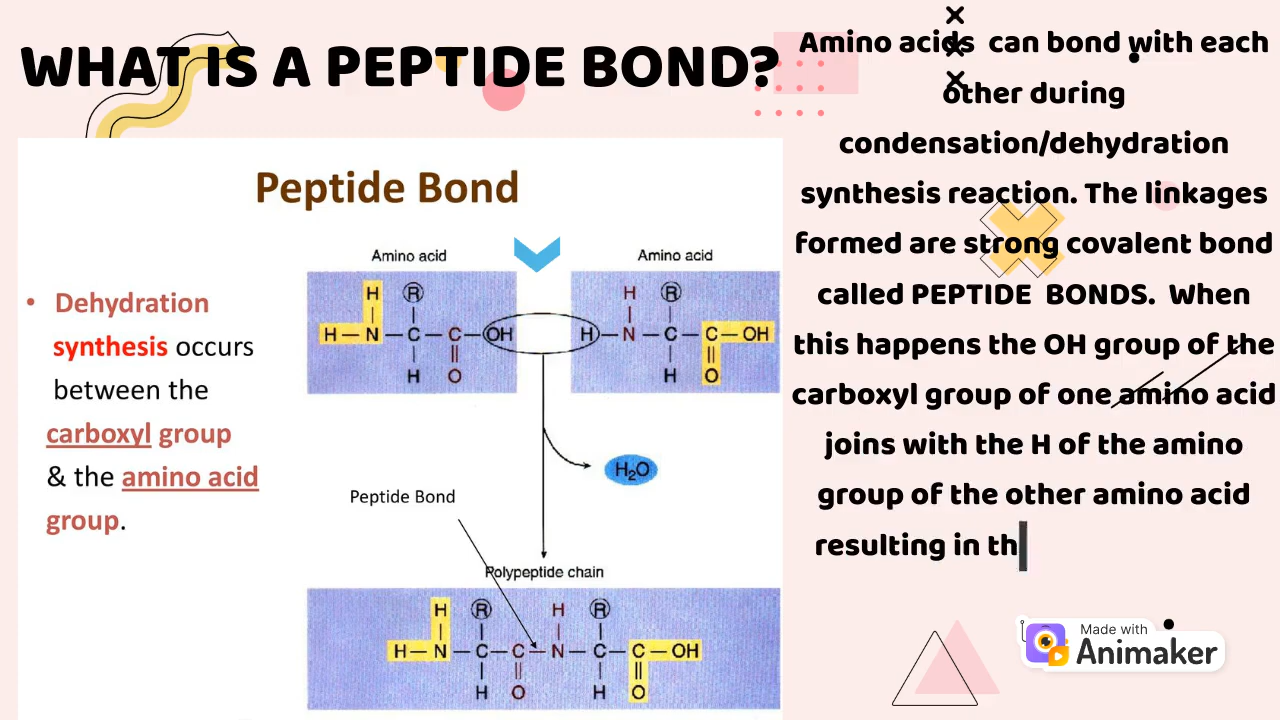 WHAT IS A PEPTIDE BOND?
Peptide Bond
• Dehydration
synthesis occurs
between the
carboxyl group
& the amino acid
group.
Amino acid
H
H — N — C — C — OH
R
H
O
Amino acid
H
R
H — N — C — C — OH
H
O
H₂O
Peptide Bond
Polypeptide chain
H
R
H
R
H — N — C — C — N — C — C — OH
H
O
H
O
Amino acids can bond with each
other during
condensation/dehydration
synthesis reaction. The linkages
formed are strong covalent bond
called PEPTIDE BONDS. When
this happens the OH group of the
carboxyl group of one amino acid
joins with the H of the amino
group of the other amino acid
resulting in th
Made with
Animaker